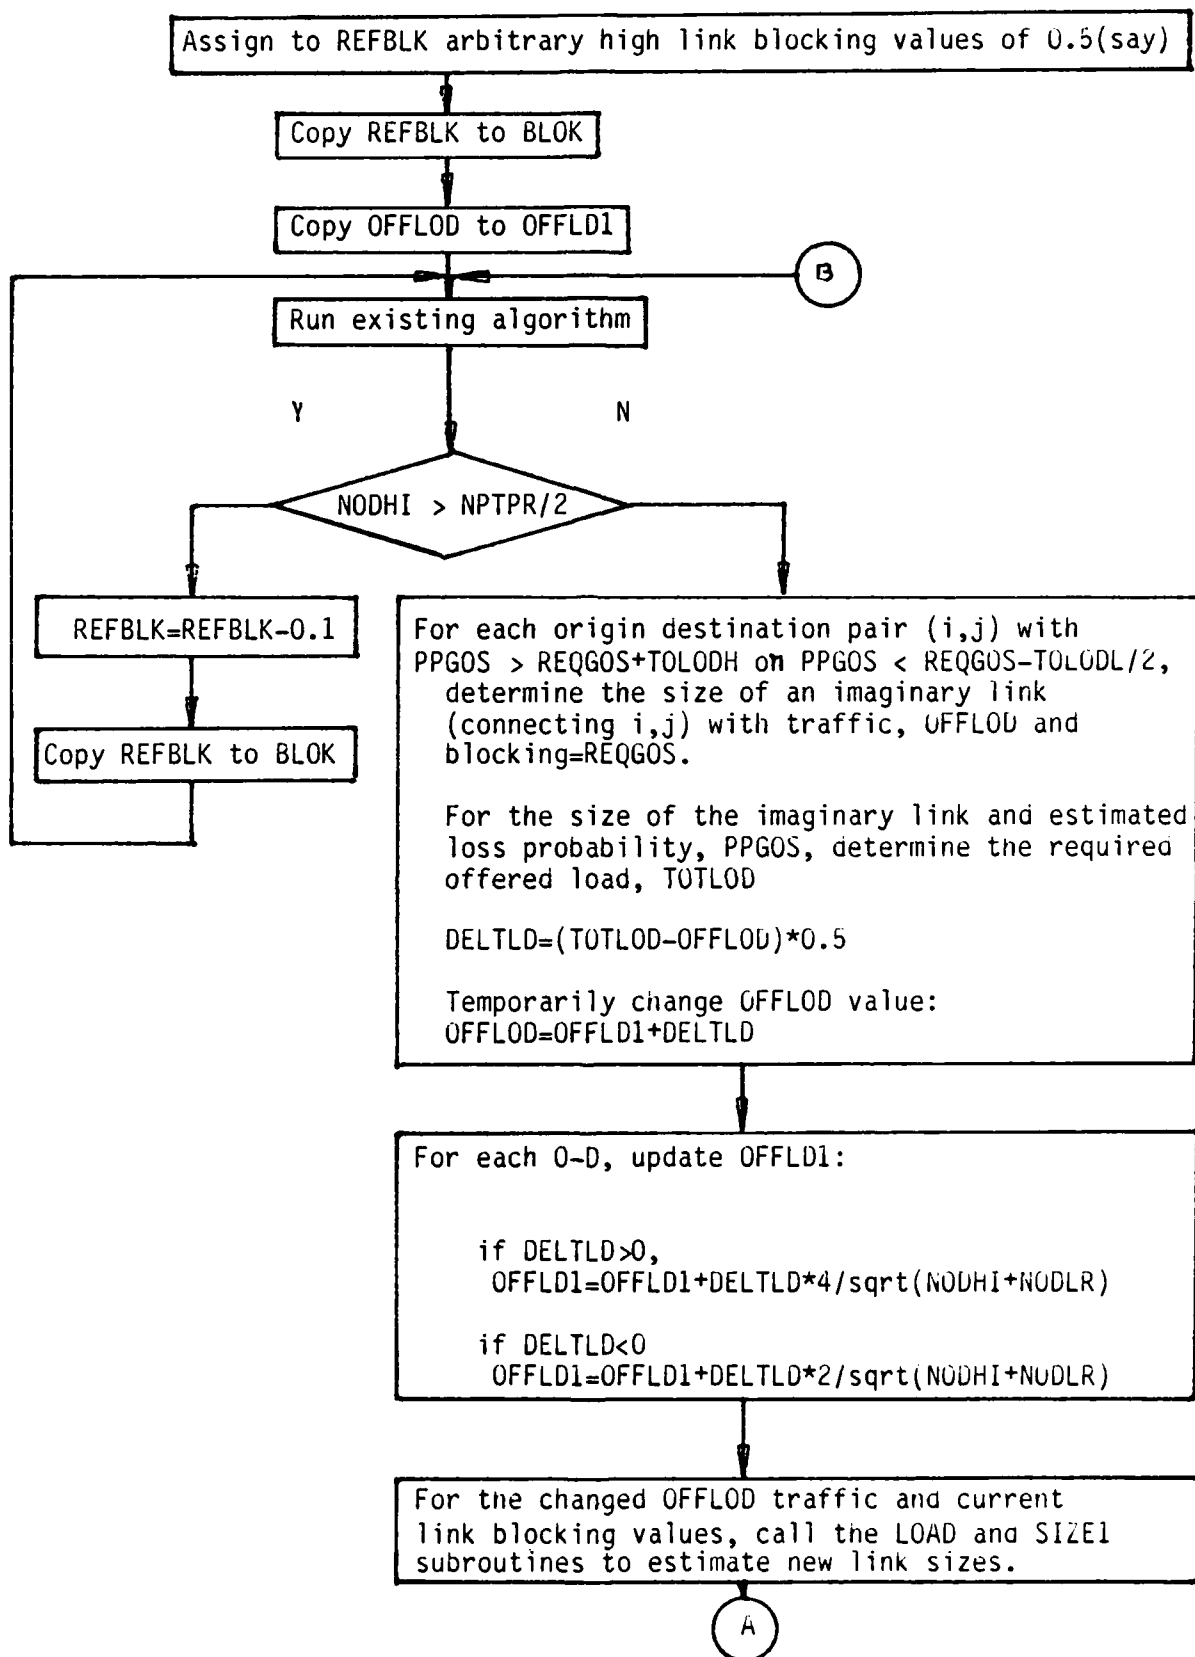 Assign to REFBLK arbitrary high link blocking values of 0.5(say)
Copy REFBLK to BLOK
Copy OFFLOD to OFFLD1
B
Run existing algorithm
Y
N
NODHI > NPTPR/2
REFBLK=REFBLK-0.1
Copy REFBLK to BLOK
For each origin destination pair (i,j) with
PPGOS > REQGOS+TOLODH on PPGOS < REQGOS-TOLODL/2,
determine the size of an imaginary link
(connecting i,j) with traffic, OFFLOD and
blocking=REQGOS.
For the size of the imaginary link and estimated
loss probability, PPGOS, determine the required
offered load, TOTLOD
DELTLD=(TOTLOD-OFFLOD)*0.5
Temporarily change OFFLOD value:
OFFLOD=OFFLD1+DELTLD
For each O-D, update OFFLD1:
if DELTLD>0,
OFFLD1=OFFLD1+DELTLD*4/sqrt(NODHI+NODLR)
if DELTLD<0
OFFLD1=OFFLD1+DELTLD*2/sqrt(NODHI+NODLR)
For the changed OFFLOD traffic and current
link blocking values, call the LOAD and SIZE1
subroutines to estimate new link sizes.
A